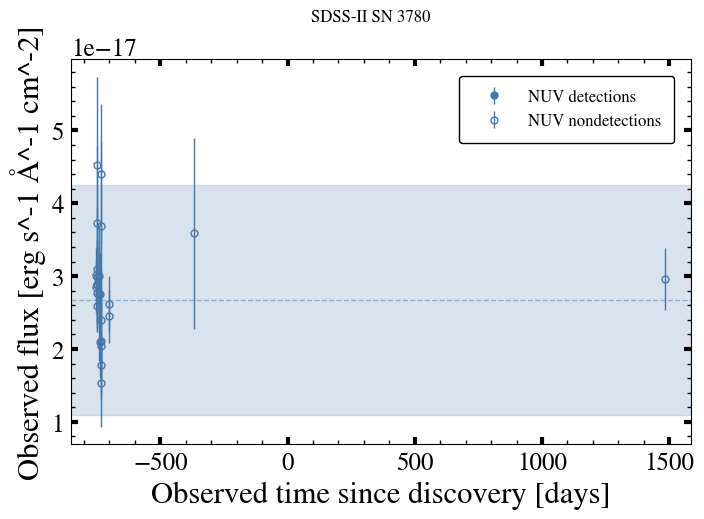 SDSS-II SN 3780
1e−17
NUV detections
NUV nondetections
5
4
3
2
1
Observed flux [erg s^-1 Å^-1 cm^-2]
−500 0 500 1000 1500
Observed time since discovery [days]